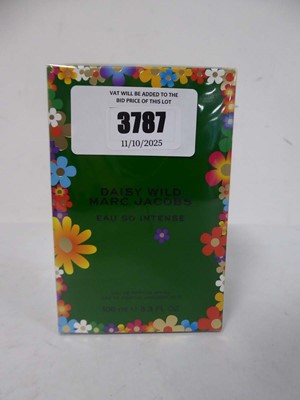 VAT WILL BE ADDED TO THE
BID PRICE OF THIS LOT
3787
11/10/2025
DAISY WILD
MARC JACOBS
EAU SO INTENSE